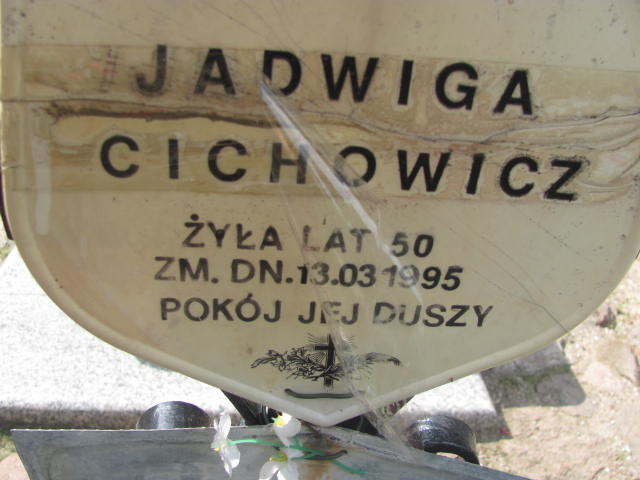 JADWIGA
CICHOWICZ
ŻYŁA LAT 50
ZM. DN. 13.03 1995
POKÓJ JEJ DUSZY